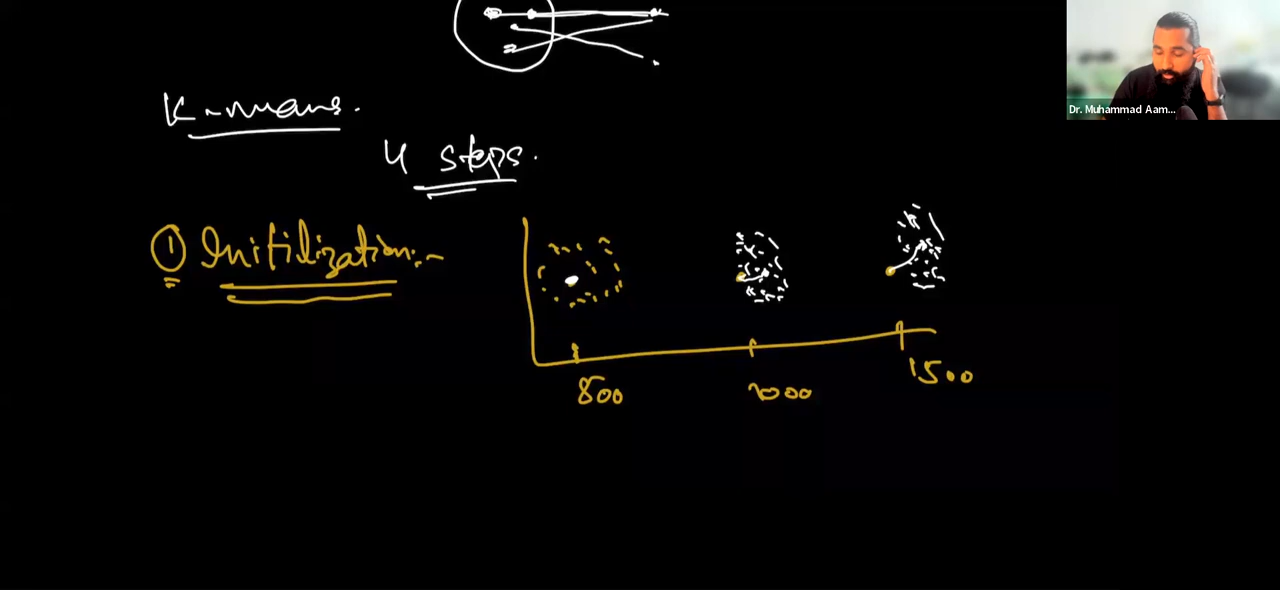 Dr. Muhammad Aam...
K-means.
4 steps.
① Initilization:-
800 1000 1500